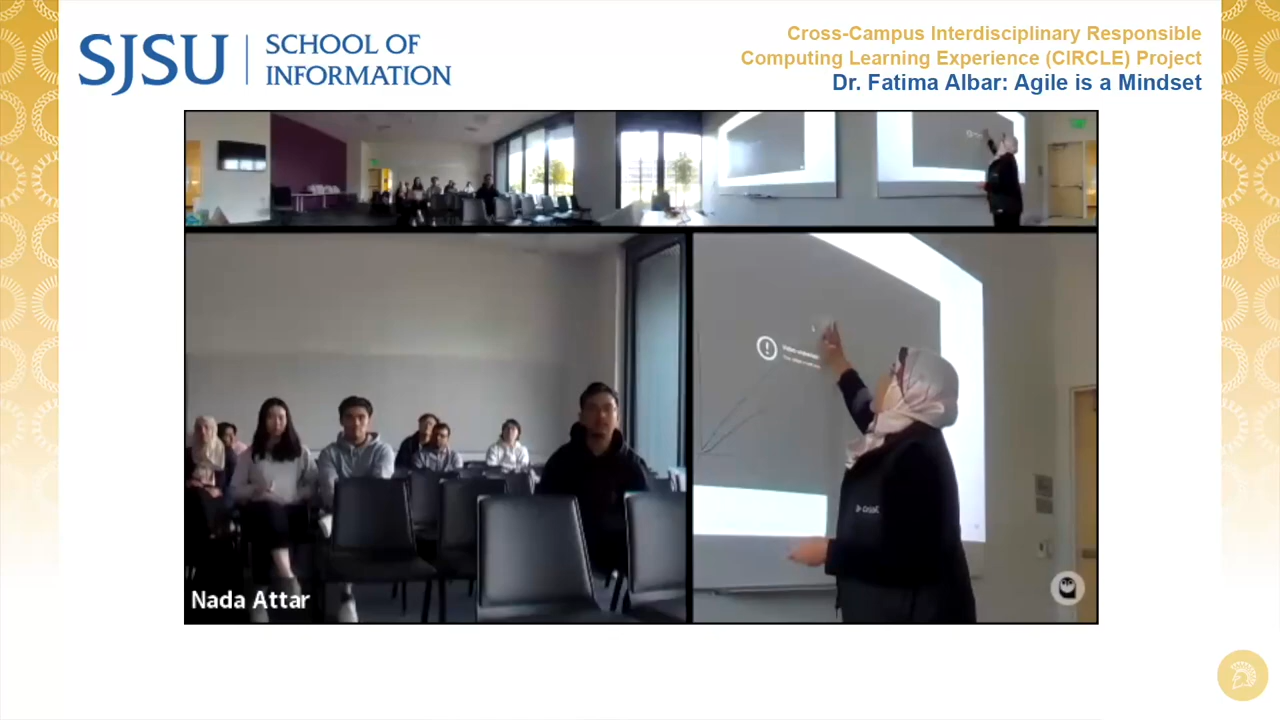 SJSU
SCHOOL OF
INFORMATION
Cross-Campus Interdisciplinary Responsible
Computing Learning Experience (CIRCLE) Project
Dr. Fatima Albar: Agile is a Mindset
Video
Nada Attar